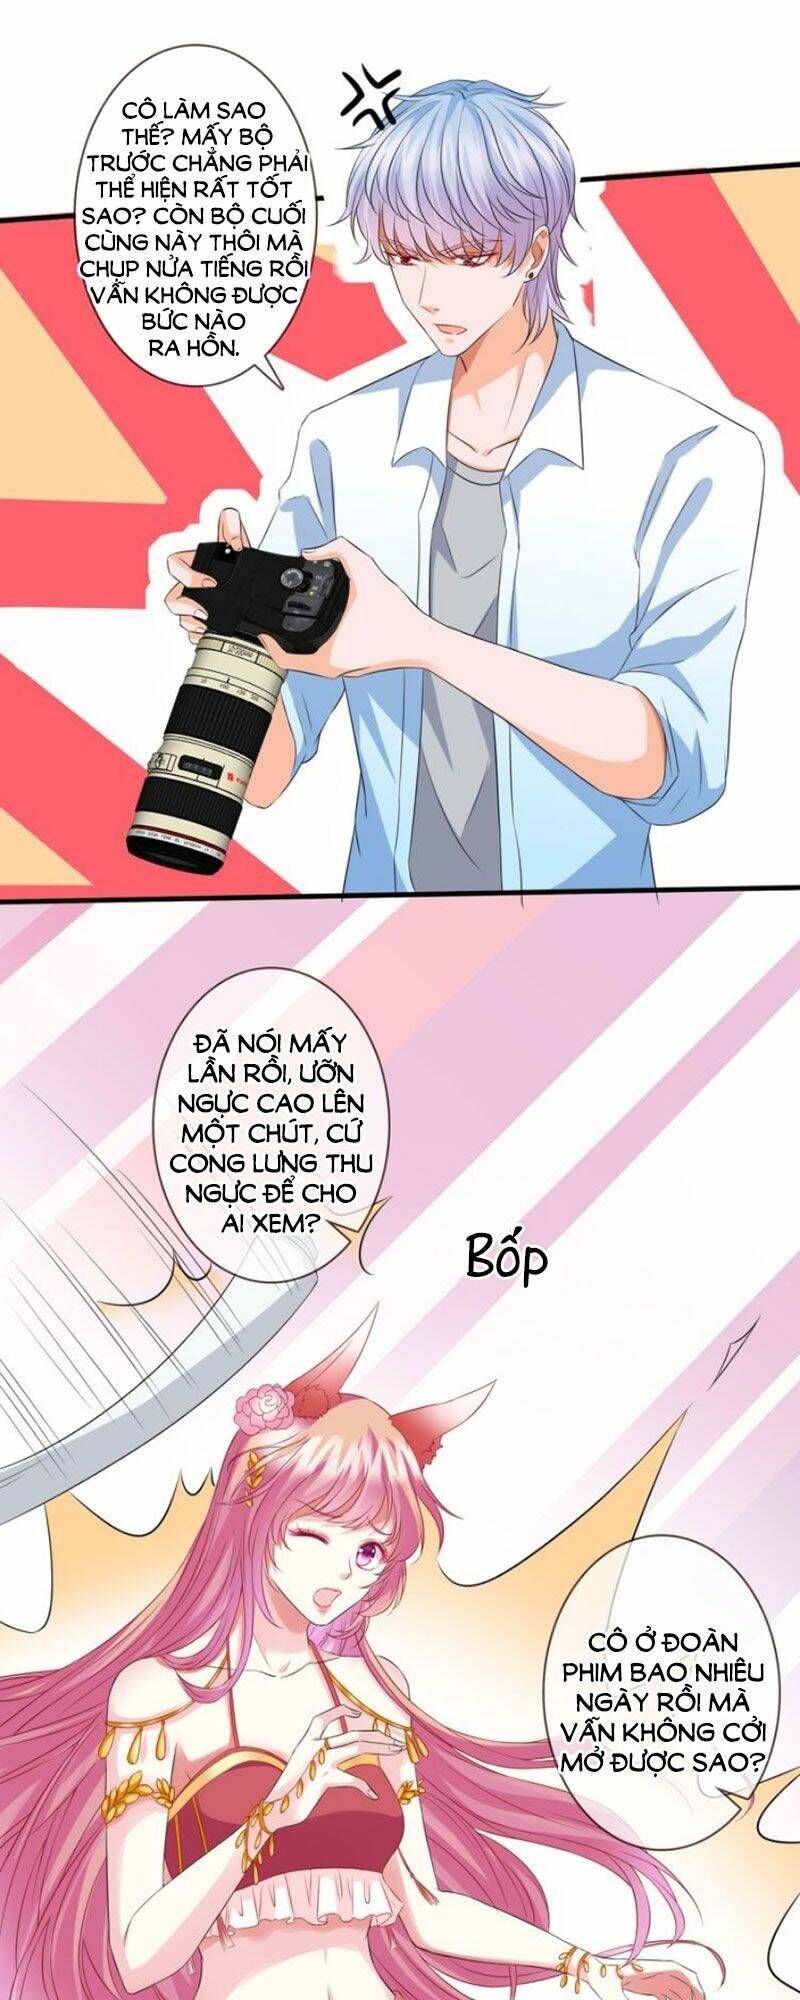 CÔ LÀM SAO
THẾ? MẤY BỘ
TRƯỚC CHẲNG PHẢI
THỂ HIỆN RẤT TỐT
SAO? CÒN BỘ CUỐI
CÙNG NÀY THÔI MÀ
CHỤP NỬA TIẾNG RỒI
VẪN KHÔNG ĐƯỢC
BỨC NÀO
RA HỒN.
ĐÃ NÓI MẤY
LẦN RỒI, ƯỠN
NGỰC CAO LÊN
MỘT CHÚT, CỨ
CONG LƯNG THU
NGỰC ĐỂ CHO
AI XEM?
Bốp
CÔ Ở ĐOÀN
PHIM BAO NHIÊU
NGÀY RỒI MÀ
VẪN KHÔNG CỞI
MỞ ĐƯỢC SAO?